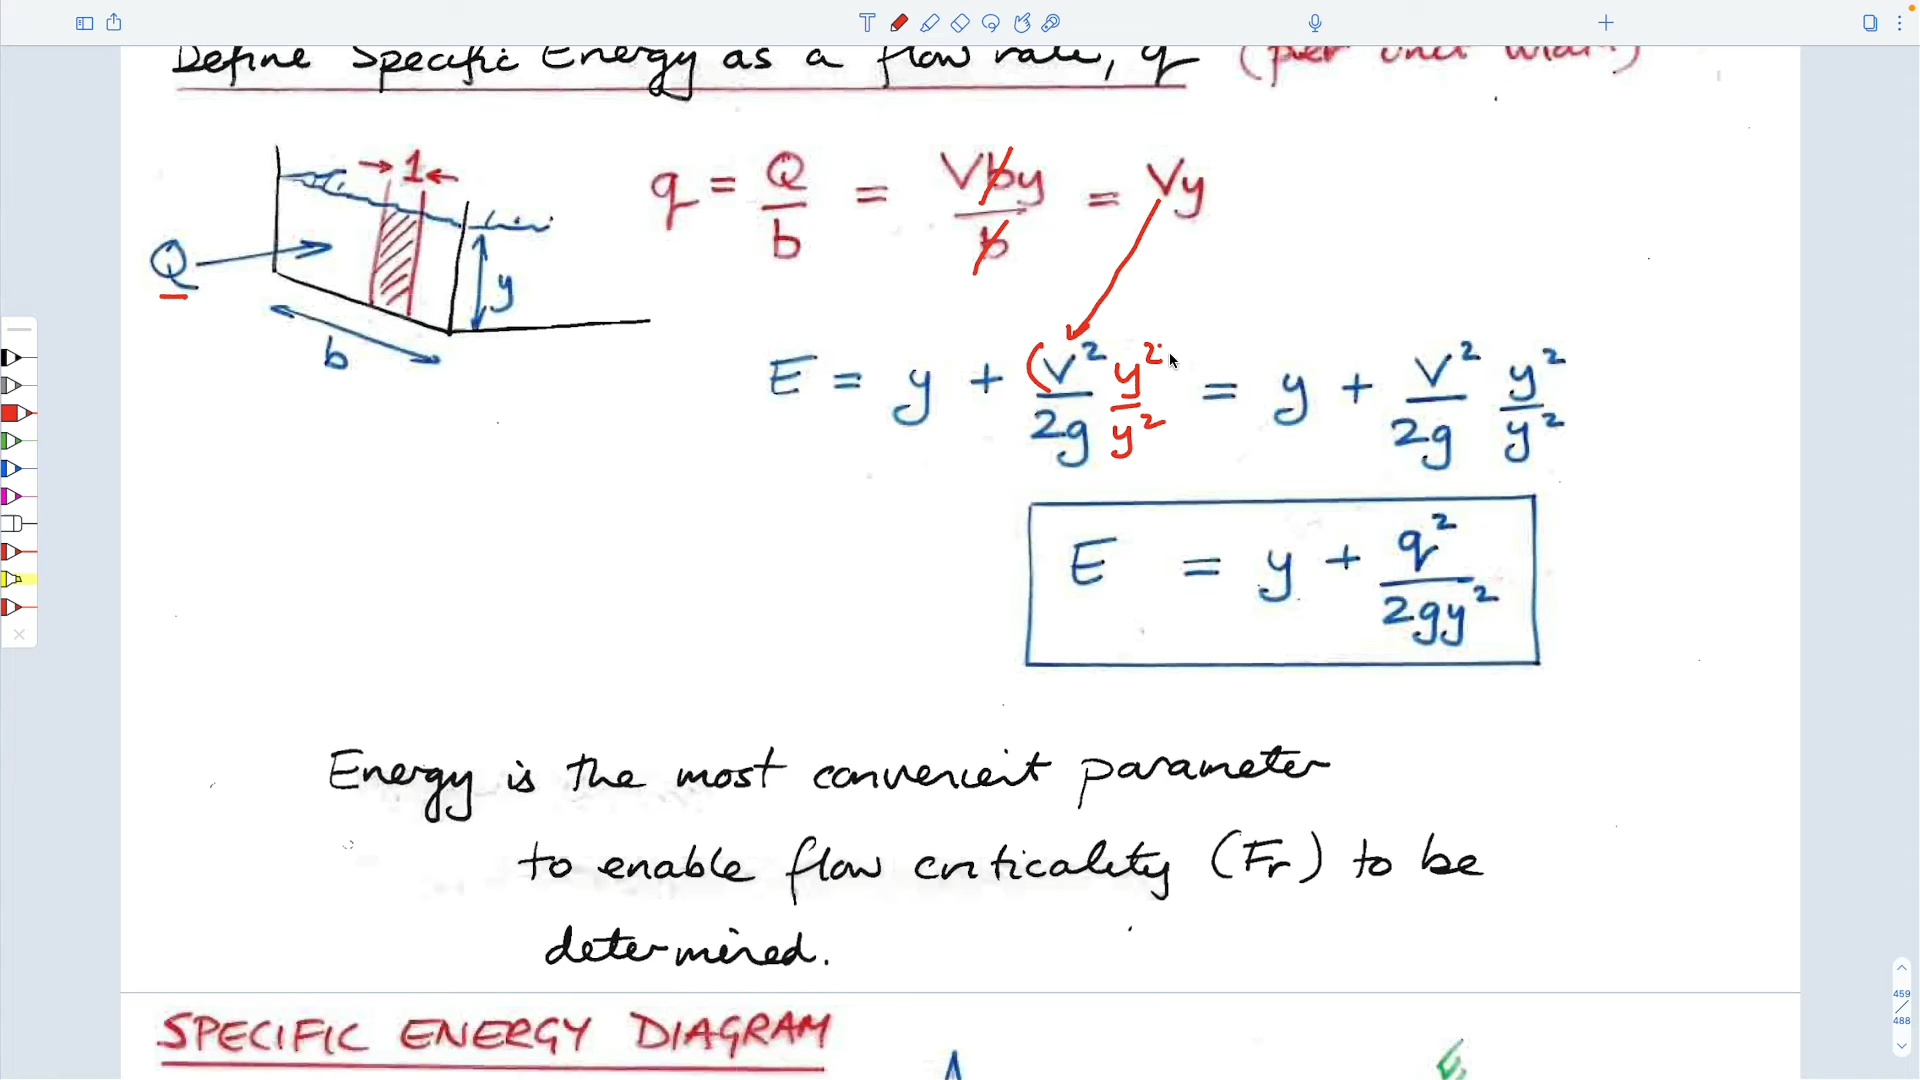 Define Specific Energy as a flow rate, q (per unit width)
→ 1 ←
q = Q/b = Vby/b = Vy
Q
y
b
E = y + (V²/2g y²/y² = y + V²/2g y²/y²
E = y + q²/2gy²
Energy is the most convenient parameter
to enable flow criticality (Fr) to be
determined.
459
/
488
SPECIFIC ENERGY DIAGRAM